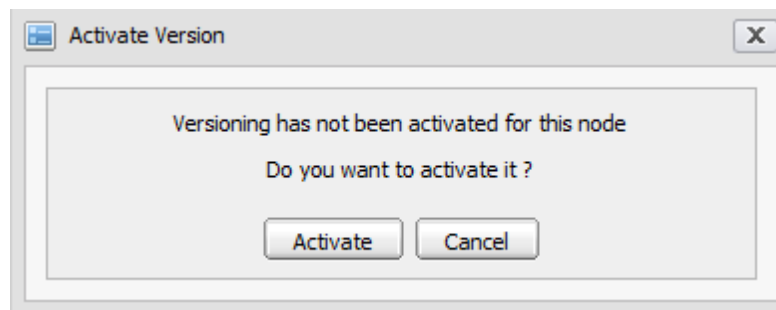 Activate Version
Versioning has not been activated for this node
Do you want to activate it ?
Activate Cancel